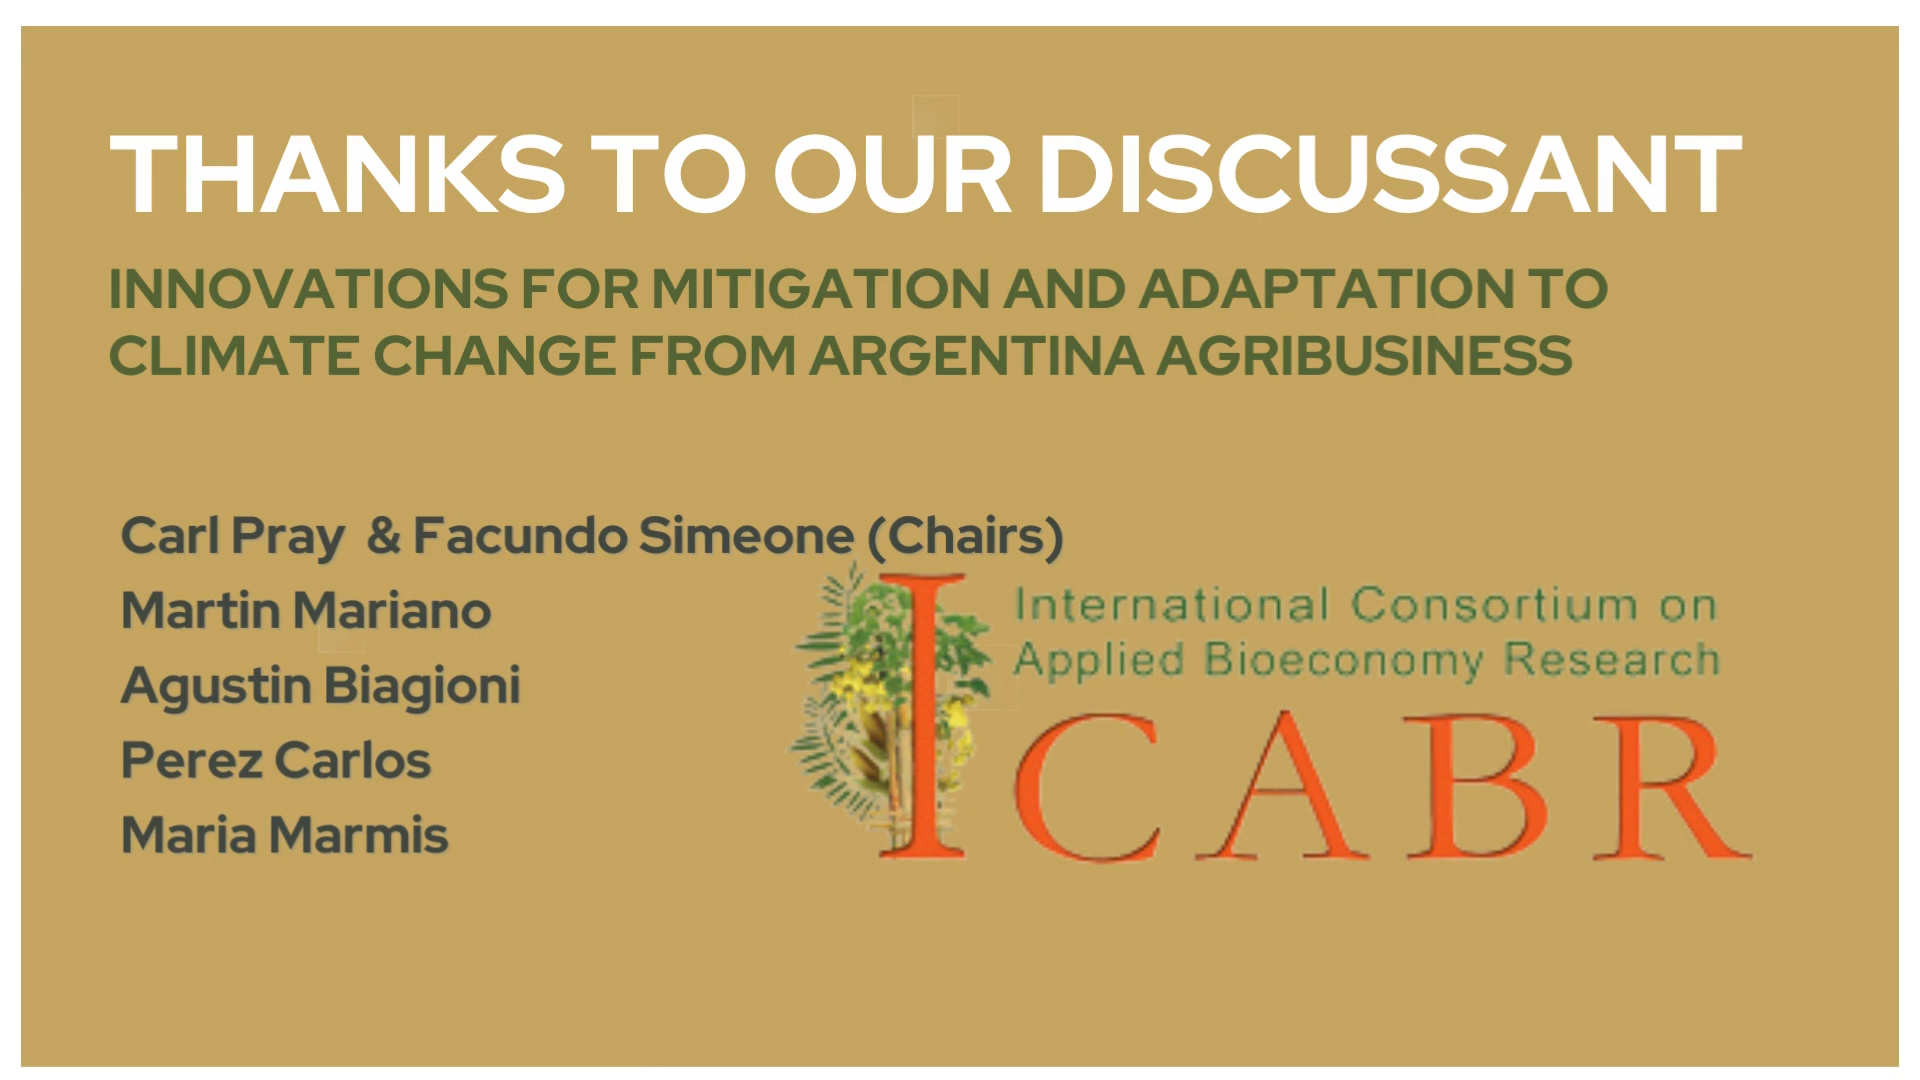 THANKS TO OUR DISCUSSANT
INNOVATIONS FOR MITIGATION AND ADAPTATION TO
CLIMATE CHANGE FROM ARGENTINA AGRIBUSINESS
Carl Pray & Facundo Simeone (Chairs)
Martin Mariano
Agustin Biagioni
Perez Carlos
Maria Marmis
International Consortium on
Applied Bioeconomy Research
ICABR